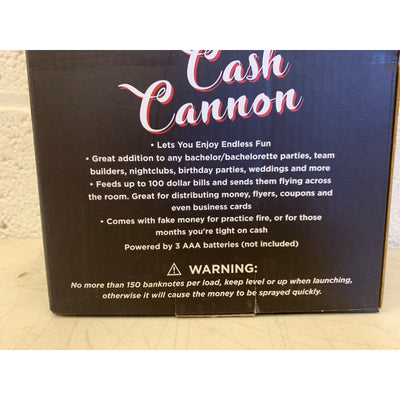 Cash
Cannon
• Lets You Enjoy Endless Fun
• Great addition to any bachelor/bachelorette parties, team
builders, nightclubs, birthday parties, weddings and more
• Feeds up to 100 dollar bills and sends them flying across
the room. Great for distributing money, flyers, coupons and
even business cards
• Comes with fake money for practice fire, or for those
months you're tight on cash
Powered by 3 AAA batteries (not included)
⚠ WARNING:
No more than 150 banknotes per load, keep level or up when launching,
otherwise it will cause the money to be sprayed quickly.